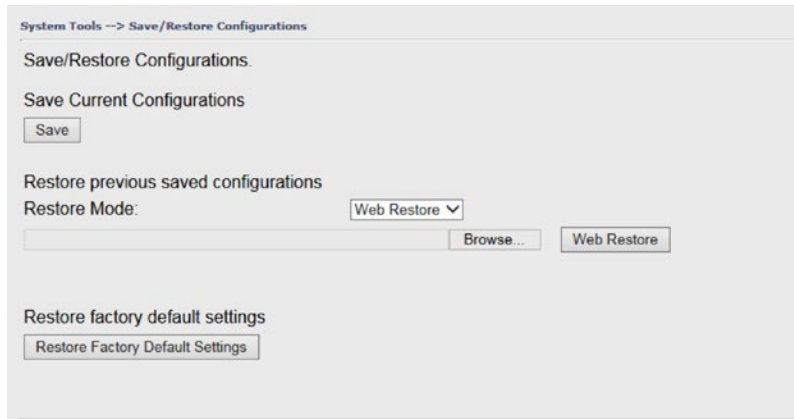 System Tools --> Save/Restore Configurations
Save/Restore Configurations.
Save Current Configurations
Save
Restore previous saved configurations
Restore Mode: Web Restore
Browse... Web Restore
Restore factory default settings
Restore Factory Default Settings